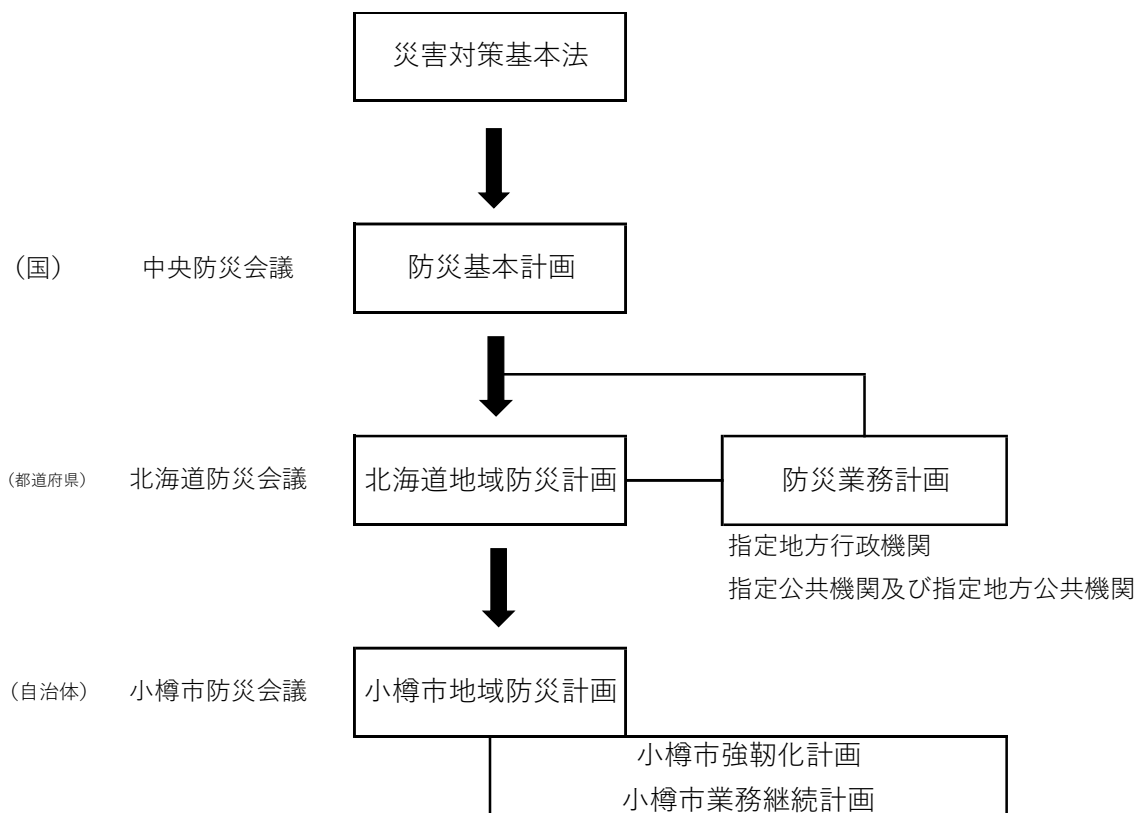 災害対策基本法
（国） 中央防災会議 防災基本計画
（都道府県） 北海道防災会議 北海道地域防災計画 防災業務計画
指定地方行政機関
指定公共機関及び指定地方公共機関
（自治体） 小樽市防災会議 小樽市地域防災計画
小樽市強靭化計画
小樽市業務継続計画